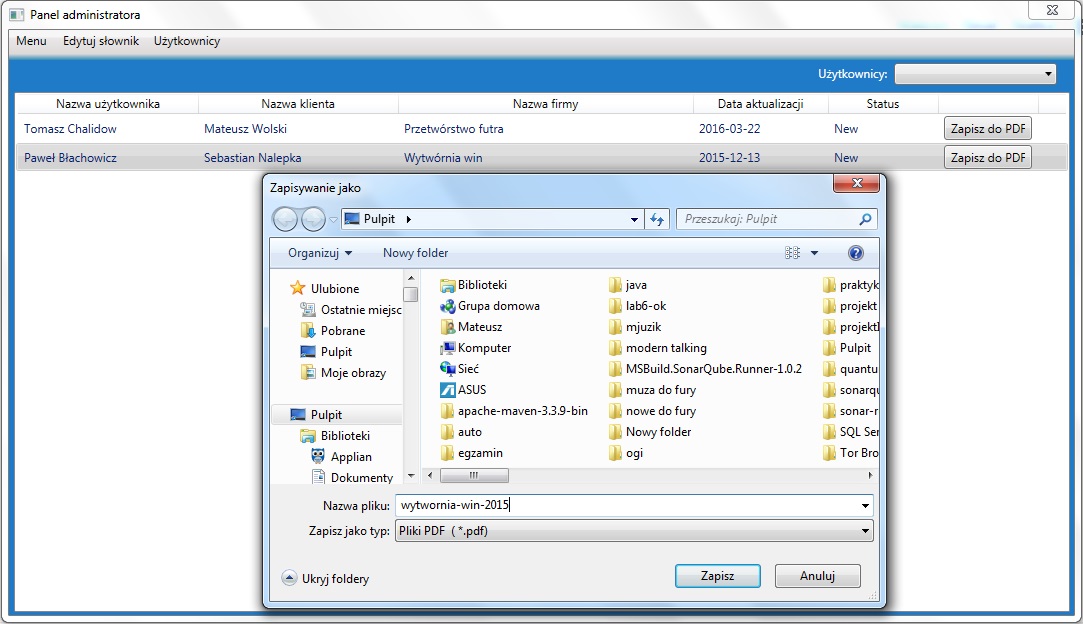 Panel administratora
Menu Edytuj słownik Użytkownicy
Użytkownicy:
Nazwa użytkownika Nazwa klienta Nazwa firmy Data aktualizacji Status
Tomasz Chalidow Mateusz Wolski Przetwórstwo futra 2016-03-22 New Zapisz do PDF
Paweł Błachowicz Sebastian Nalepka Wytwórnia win 2015-12-13 New Zapisz do PDF
Zapisywanie jako
Pulpit Przeszukaj: Pulpit
Organizuj Nowy folder
Ulubione
Ostatnie miejsc
Pobrane
Pulpit
Moje obrazy
Pulpit
Biblioteki
Applian
Dokumenty
Biblioteki java praktyk
Grupa domowa lab6-ok projekt
Mateusz mjuzik projektI
Komputer modern talking Pulpit
Sieć MSBuild.SonarQube.Runner-1.0.2 quantu
ASUS muza do fury sonarqu
apache-maven-3.3.9-bin nowe do fury sonar-r
auto Nowy folder SQL Ser
egzamin ogi Tor Bro
Nazwa pliku: wytwornia-win-2015
Zapisz jako typ: Pliki PDF ( *.pdf)
Ukryj foldery Zapisz Anuluj